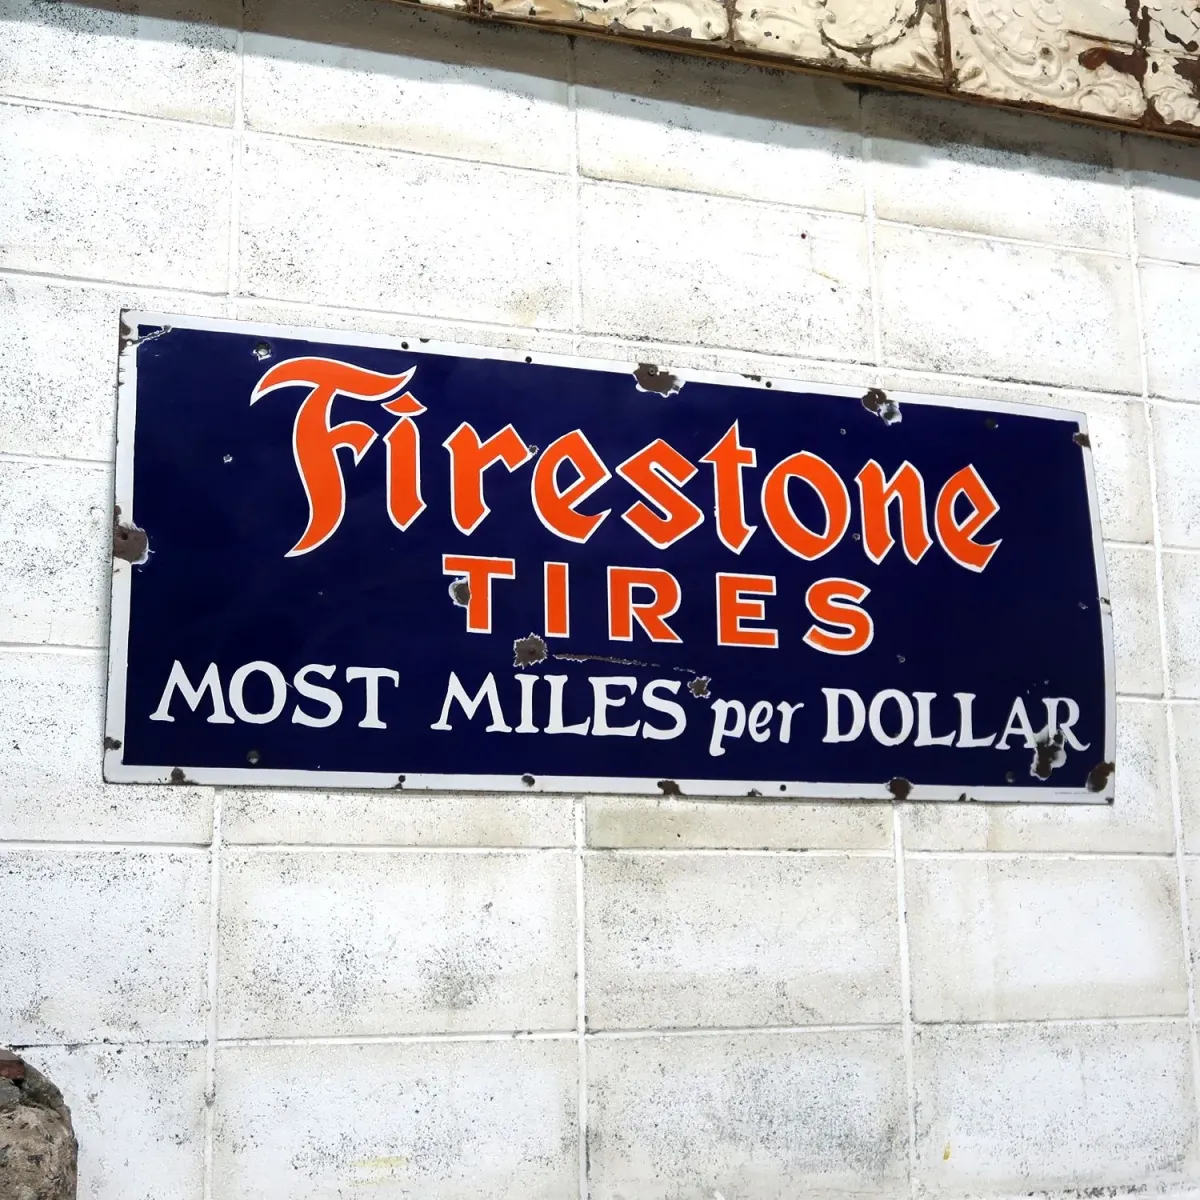 Firestone
TIRES
MOST MILES per DOLLAR